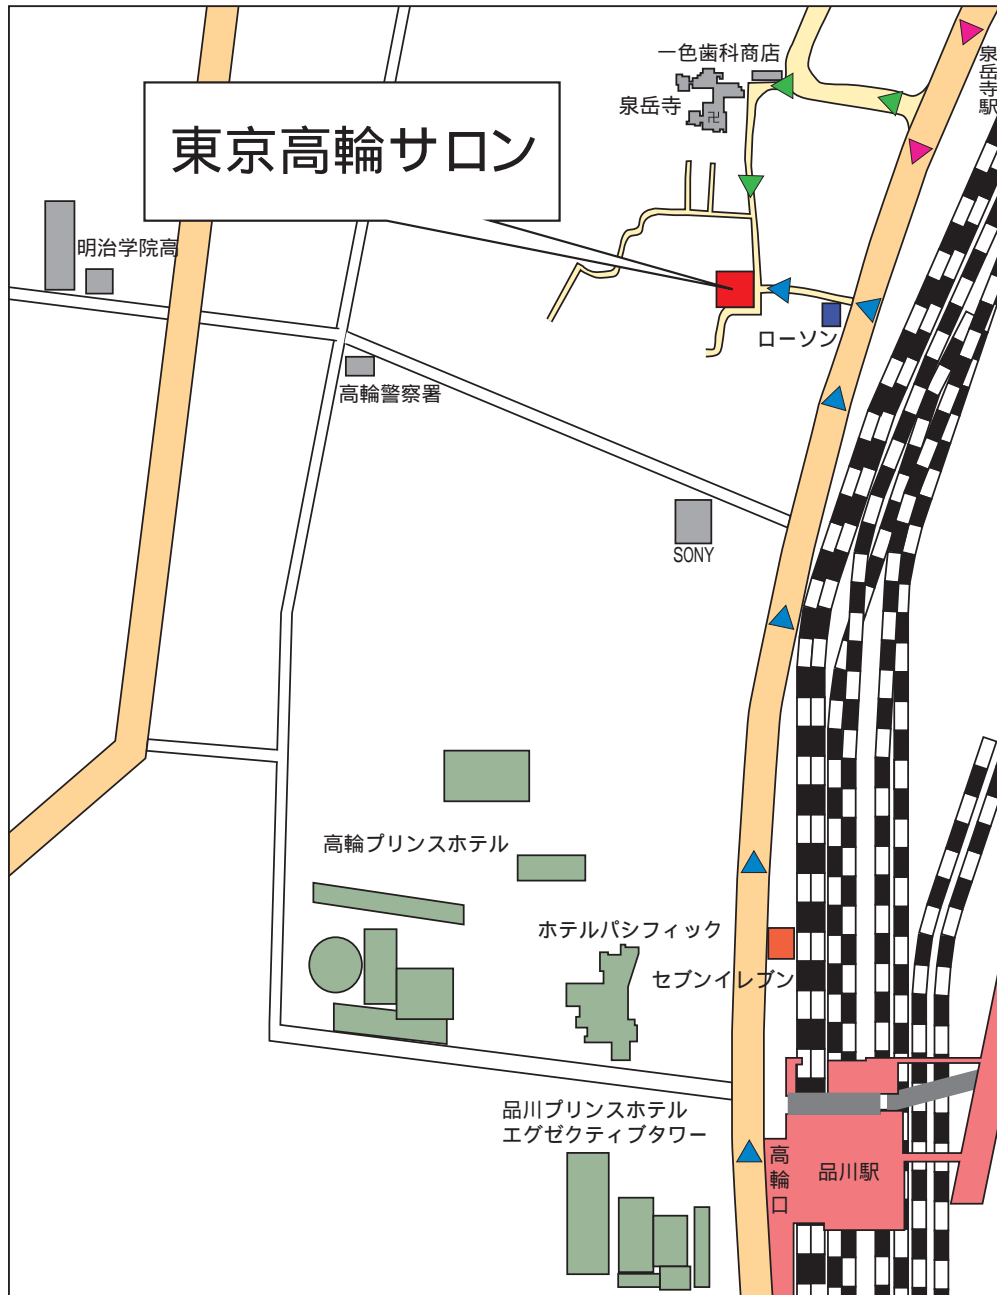 一色歯科商店
泉岳寺駅
泉岳寺
東京高輪サロン
明治学院高
ローソン
高輪警察署
SONY
高輪プリンスホテル
ホテルパシフィック
セブンイレブン
品川プリンスホテル
エグゼクティブタワー
高輪口
品川駅